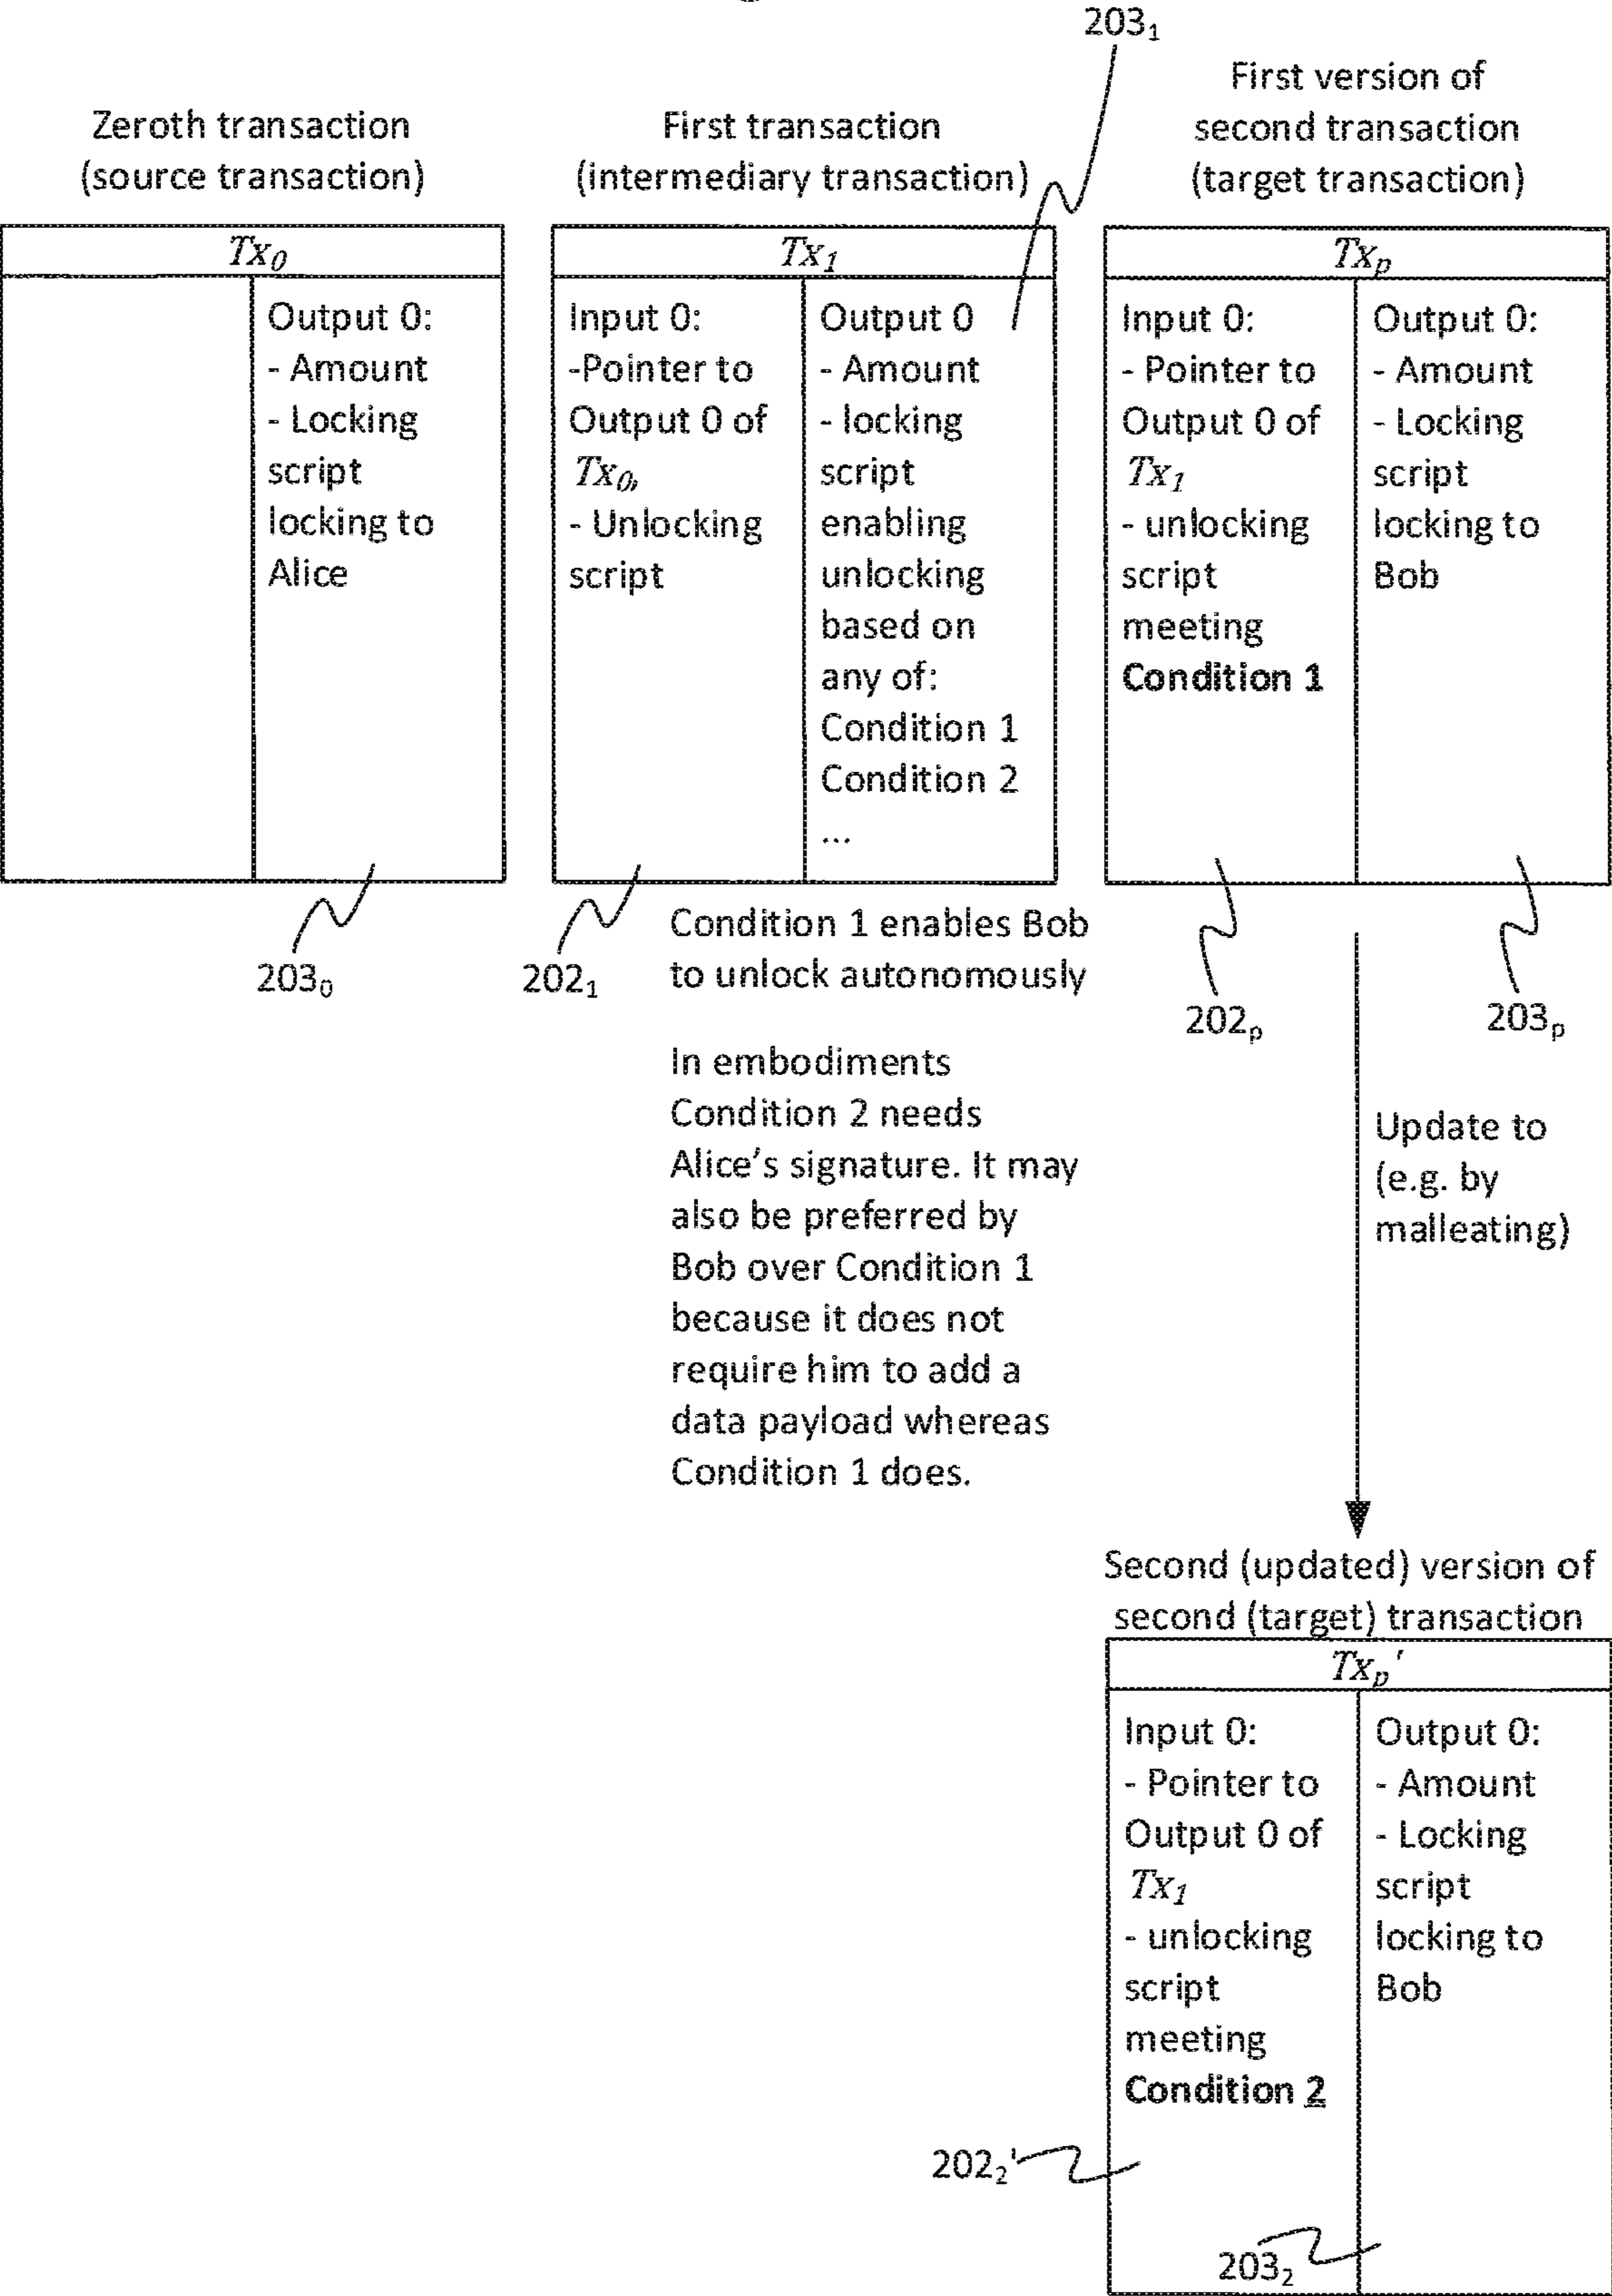 203₁
Zeroth transaction
(source transaction)
First transaction
(intermediary transaction)
First version of
second transaction
(target transaction)
Tx₀
Output 0:
- Amount
- Locking
script
locking to
Alice
203₀
Tx₁
Input 0:
-Pointer to
Output 0 of
Tx₀,
- Unlocking
script
Output 0
- Amount
- locking
script
enabling
unlocking
based on
any of:
Condition 1
Condition 2
...
202₁
Txₚ
Input 0:
- Pointer to
Output 0 of
Tx₁
- unlocking
script
meeting
Condition 1
Output 0:
- Amount
- Locking
script
locking to
Bob
202ₚ
203ₚ
Condition 1 enables Bob
to unlock autonomously
In embodiments
Condition 2 needs
Alice's signature. It may
also be preferred by
Bob over Condition 1
because it does not
require him to add a
data payload whereas
Condition 1 does.
Update to
(e.g. by
malleating)
Second (updated) version of
second (target) transaction
Txₚ'
Input 0:
- Pointer to
Output 0 of
Tx₁
- unlocking
script
meeting
Condition 2
Output 0:
- Amount
- Locking
script
locking to
Bob
202₂'
203₂